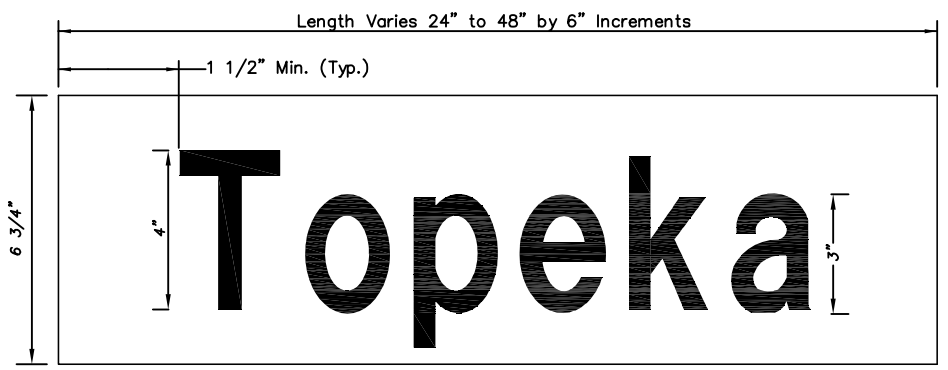 Length Varies 24" to 48" by 6" Increments
1 1/2" Min. (Typ.)
6 3/4"
4"
Topeka
3"